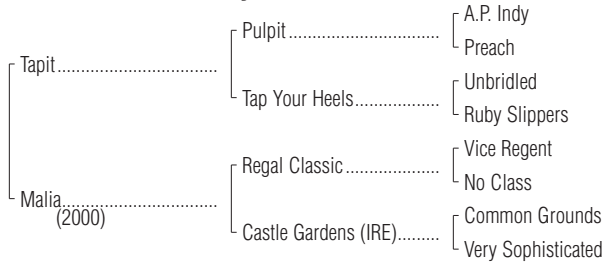 A.P. Indy
Pulpit........................................
Preach
Tapit...........................................
Unbridled
Tap Your Heels.....................
Ruby Slippers
Vice Regent
Regal Classic.......................
No Class
Malia..................................
(2000)
Common Grounds
Castle Gardens (IRE).........
Very Sophisticated